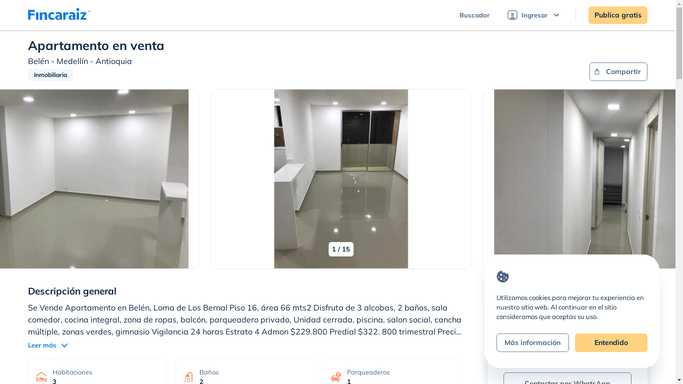 Fincaraiz
Buscador
Ingresar
Publica gratis
Apartamento en venta
Belén - Medellín - Antioquia
Inmobiliaria
Compartir
1 / 15
Descripción general
Se Vende Apartamento en Belén, Loma de Los Bernal Piso 16, área 66 mts2 Disfruta de 3 alcobas, 2 baños, sala
comedor, cocina integral, zona de ropas, balcón, parqueadero privado, Unidad cerrada, piscina, salon social, cancha
múltiple, zonas verdes, gimnasio Vigilancia 24 horas Estrato 4 Admon $229.800 Predial $322. 800 trimestral Preci...
Leer más
Habitaciones
3
Baños
2
Parqueaderos
1
Utilizamos cookies para mejorar tu experiencia en
nuestro sitio web. Al continuar en el sitio
consideramos que aceptas su uso.
Más información
Entendido
Contactar por WhatsApp